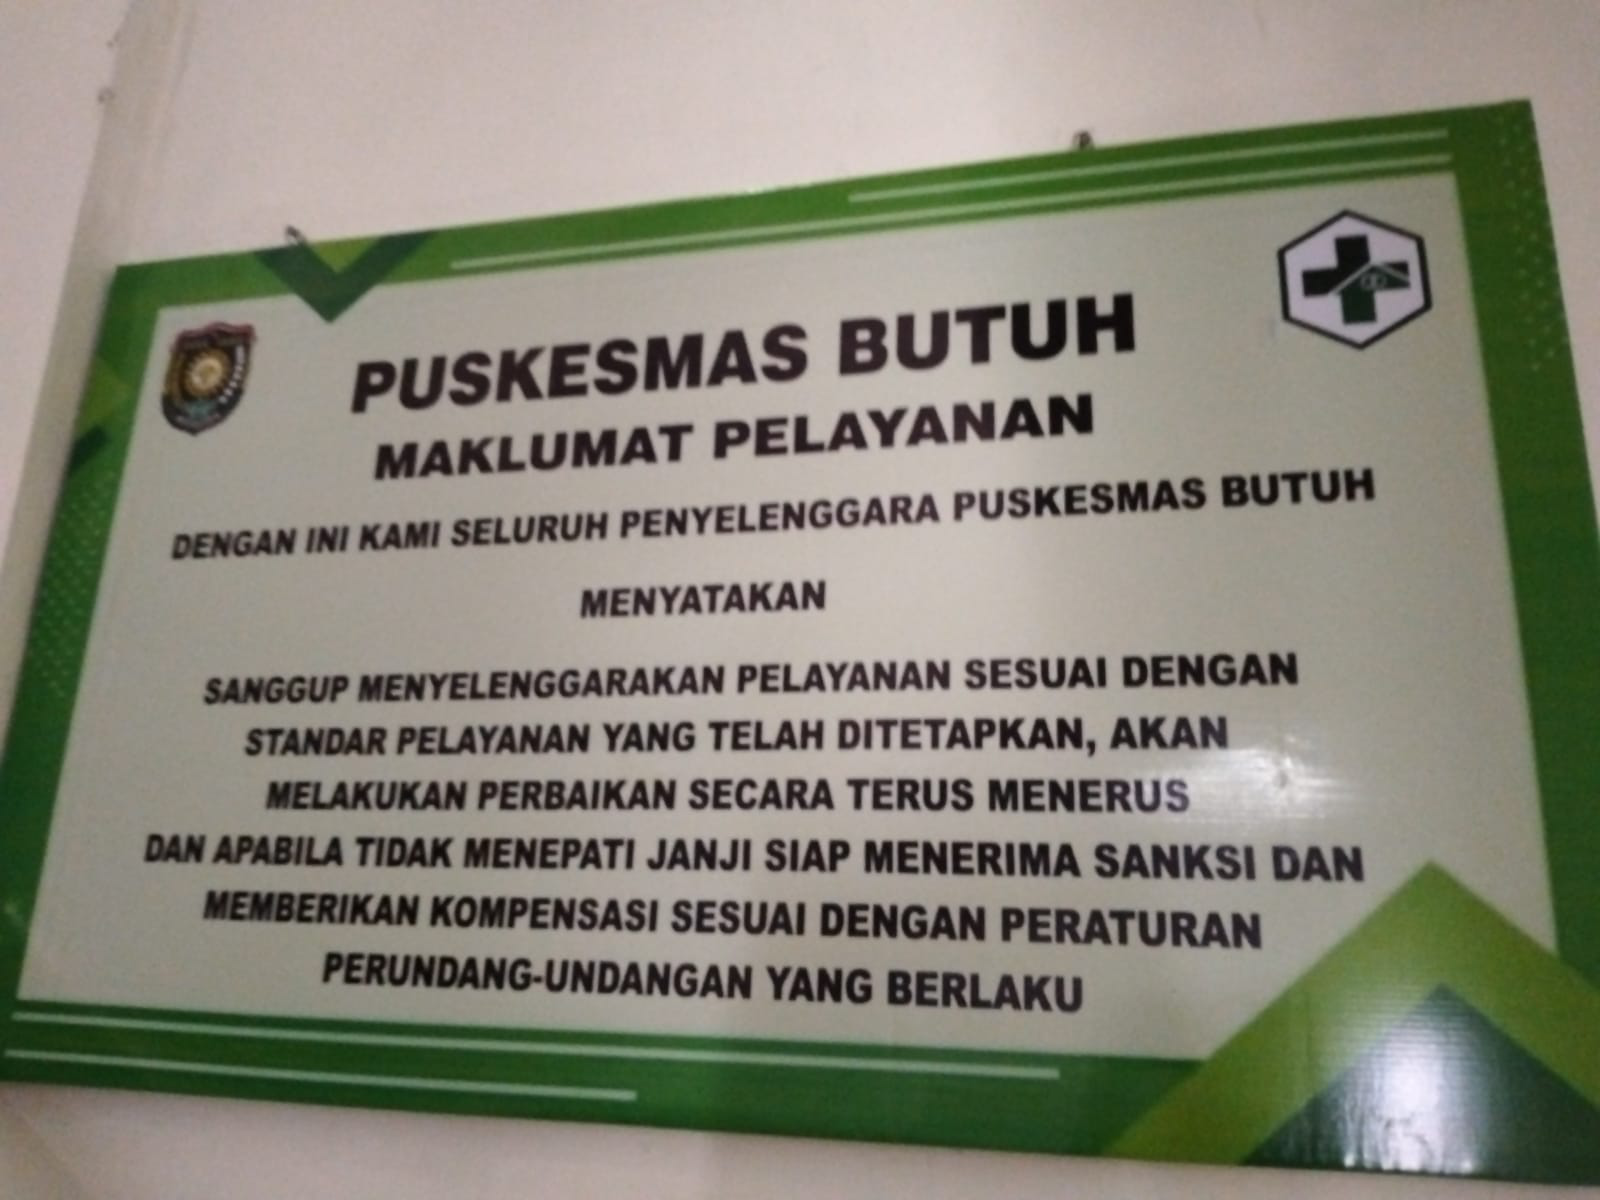 PUSKESMAS BUTUH
MAKLUMAT PELAYANAN
DENGAN INI KAMI SELURUH PENYELENGGARA PUSKESMAS BUTUH
MENYATAKAN
SANGGUP MENYELENGGARAKAN PELAYANAN SESUAI DENGAN
STANDAR PELAYANAN YANG TELAH DITETAPKAN, AKAN
MELAKUKAN PERBAIKAN SECARA TERUS MENERUS
DAN APABILA TIDAK MENEPATI JANJI SIAP MENERIMA SANKSI DAN
MEMBERIKAN KOMPENSASI SESUAI DENGAN PERATURAN
PERUNDANG-UNDANGAN YANG BERLAKU